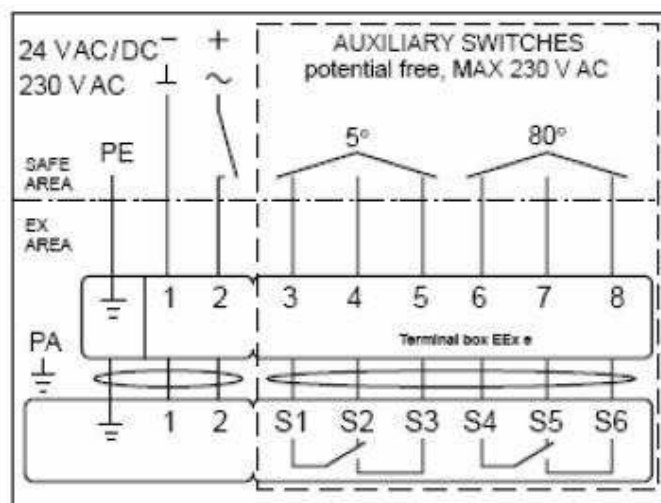 24 VAC/DC − +
230 V AC ⊥ ~
AUXILIARY SWITCHES
potential free, MAX 230 V AC
5° 80°
PE
SAFE
AREA
EX
AREA
1 2 3 4 5 6 7 8
Terminal box EEx e
PA
1 2 S1 S2 S3 S4 S5 S6